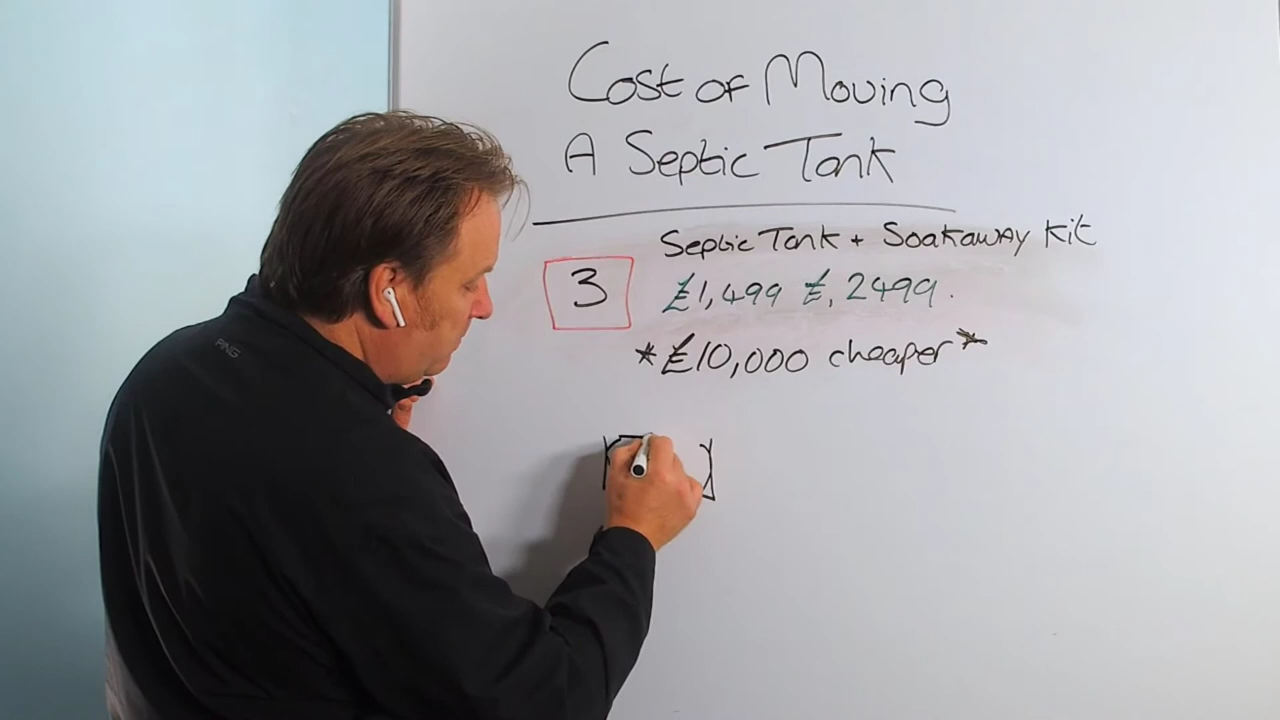 Cost of Moving
A Septic Tank
3
Septic Tank + Soakaway Kit
£1,499 £,2499.
*£10,000 cheaper*
PING